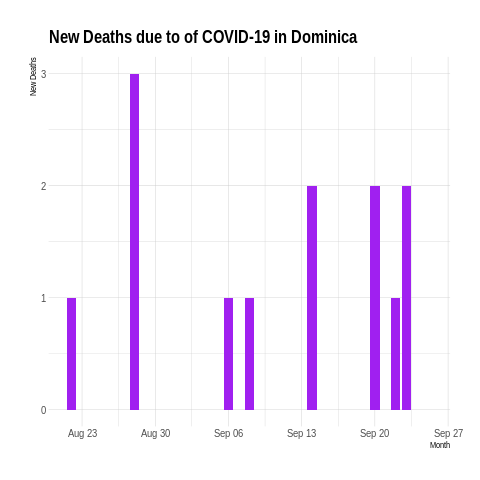 New Deaths due to of COVID-19 in Dominica
New Deaths
3
2
1
0
Aug 23 Aug 30 Sep 06 Sep 13 Sep 20 Sep 27
Month